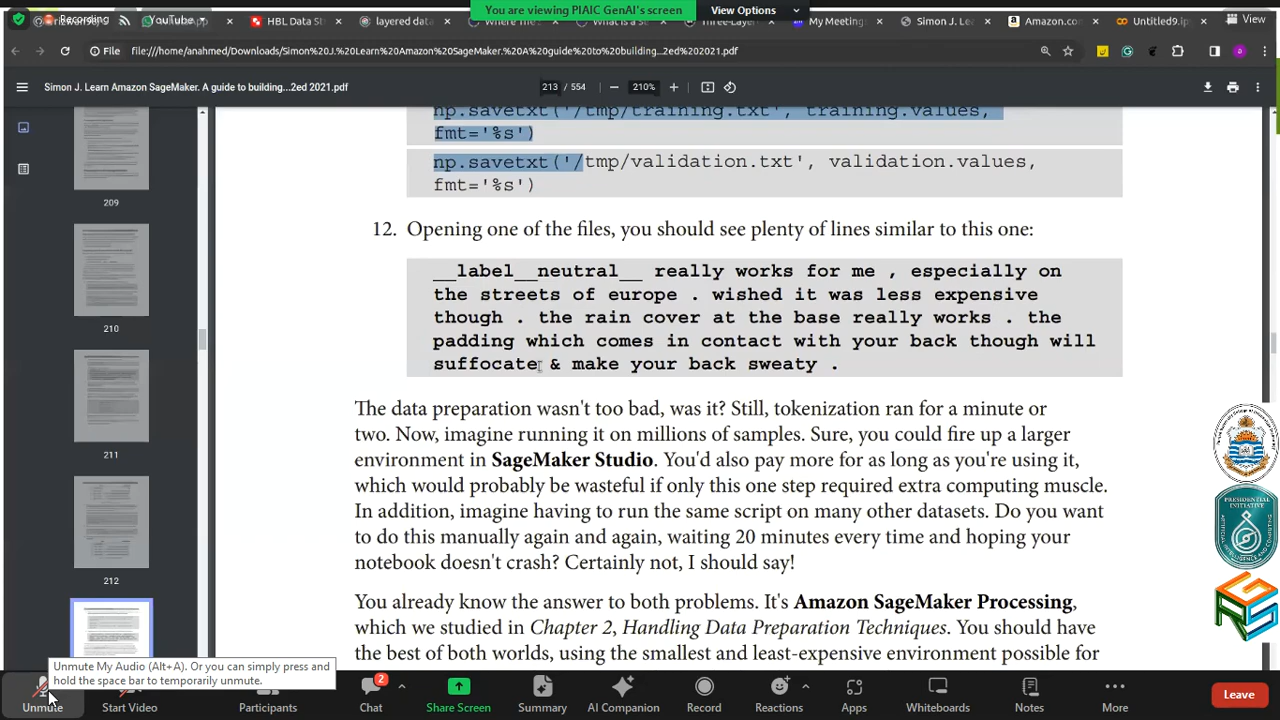 Recording
YouTube
HBL Data St
layered data
Where me
What is a se
Three-Lay
You are viewing PIAIC GenAI's screen
View Options
My Meeting
Simon J. Le
Amazon.co
Untitled9.ip
View
File
file:///home/anahmed/Downloads/Simon%20J.%20Learn%20Amazon%20SageMaker.%20A%20guide%20to%20building...2ed%202021.pdf
Simon J. Learn Amazon SageMaker. A guide to building...2ed 2021.pdf
213 / 554
210%
np.savetxt('/tmp/training.txt', training.values,
fmt='%s')
np.savetxt('/tmp/validation.txt', validation.values,
fmt='%s')
12. Opening one of the files, you should see plenty of lines similar to this one:
__label__neutral__ really works for me , especially on
the streets of europe . wished it was less expensive
though . the rain cover at the base really works . the
padding which comes in contact with your back though will
suffocate & make your back sweaty .
The data preparation wasn't too bad, was it? Still, tokenization ran for a minute or
two. Now, imagine running it on millions of samples. Sure, you could fire up a larger
environment in SageMaker Studio. You'd also pay more for as long as you're using it,
which would probably be wasteful if only this one step required extra computing muscle.
In addition, imagine having to run the same script on many other datasets. Do you want
to do this manually again and again, waiting 20 minutes every time and hoping your
notebook doesn't crash? Certainly not, I should say!
You already know the answer to both problems. It's Amazon SageMaker Processing,
which we studied in Chapter 2, Handling Data Preparation Techniques. You should have
the best of both worlds, using the smallest and least-expensive environment possible for
209
210
211
212
PRESIDENTIAL
INITIATIVE
Unmute My Audio (Alt+A). Or you can simply press and
hold the space bar to temporarily unmute.
Unmute
Start Video
Participants
2
Chat
Share Screen
Summary
AI Companion
Record
Reactions
Apps
Whiteboards
Notes
More
Leave